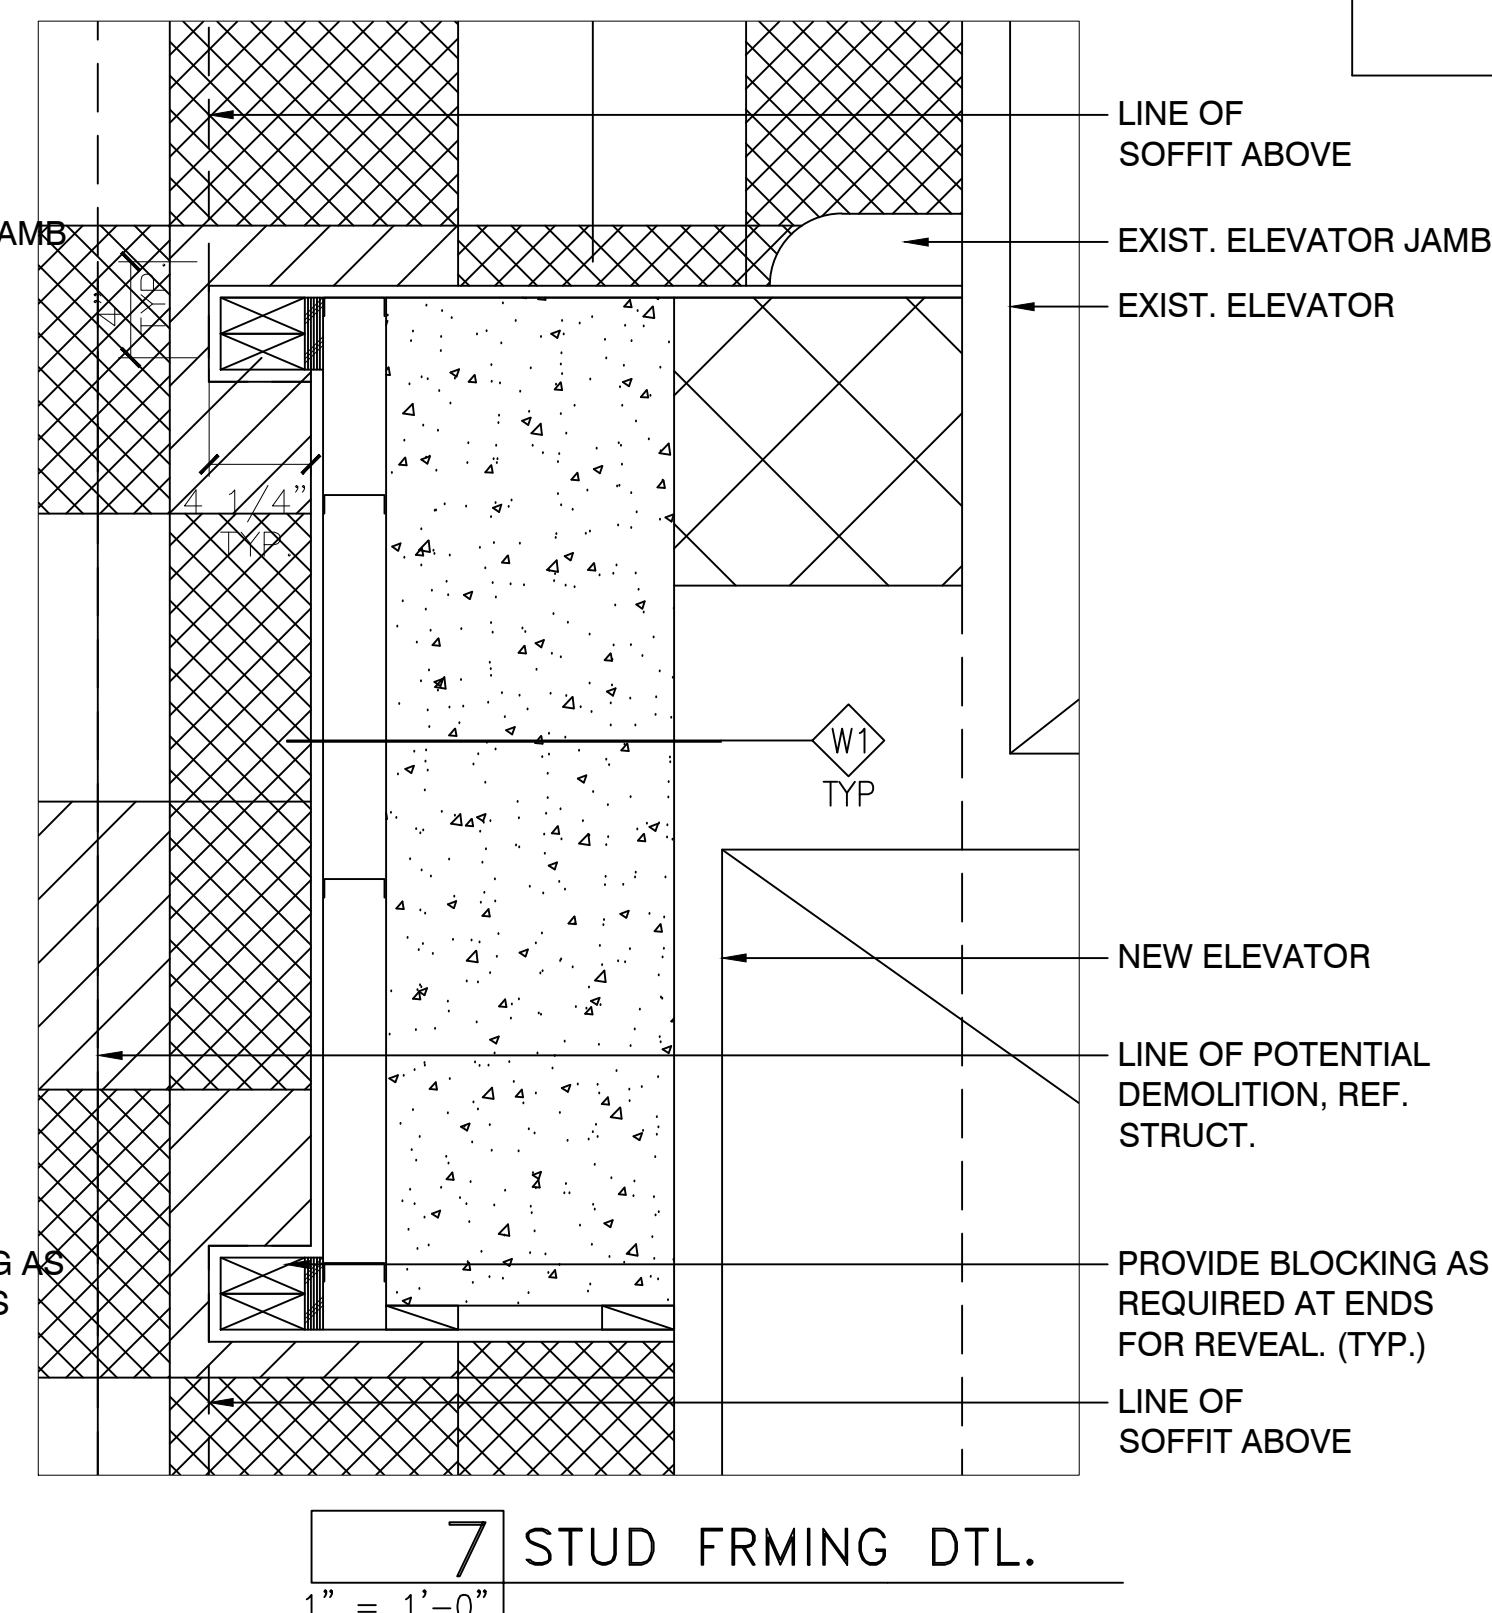 LINE OF
SOFFIT ABOVE
AMB
EXIST. ELEVATOR JAMB
EXIST. ELEVATOR
4"
TYP.
4 1/4"
TYP.
W1
TYP
NEW ELEVATOR
LINE OF POTENTIAL
DEMOLITION, REF.
STRUCT.
G AS
S
PROVIDE BLOCKING AS
REQUIRED AT ENDS
FOR REVEAL. (TYP.)
LINE OF
SOFFIT ABOVE
7 STUD FRMING DTL.
1" = 1'-0"